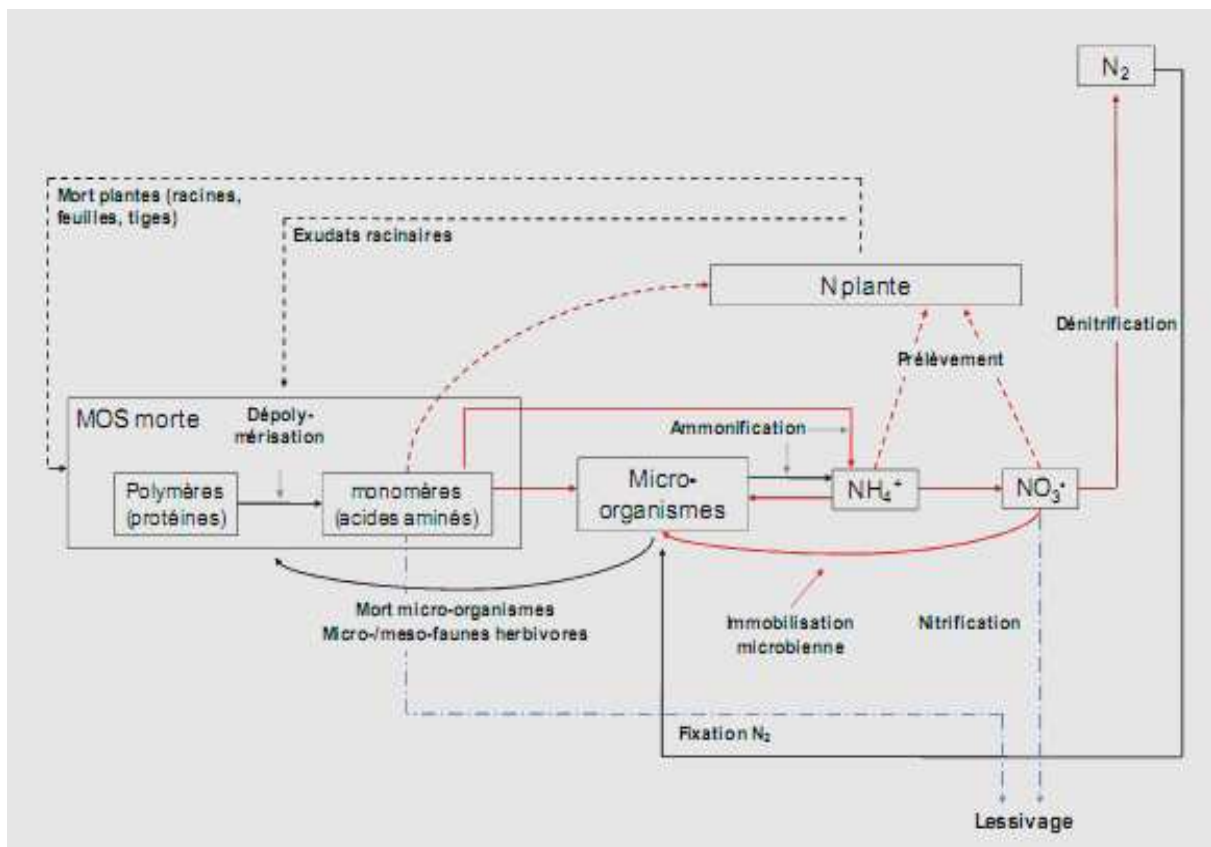 N₂
Mort plantes (racines,
feuilles, tiges)
Exudats racinaires
N plante
Dénitrification
Prélèvement
MOS morte
Dépoly-
mérisation
Ammonification
Polymères
(protéines)
monomères
(acides aminés)
Micro-
organismes
NH₄⁺
NO₃⁻
Mort micro-organismes
Micro-/meso-faunes herbivores
Immobilisation
microbienne
Nitrification
Fixation N₂
Lessivage